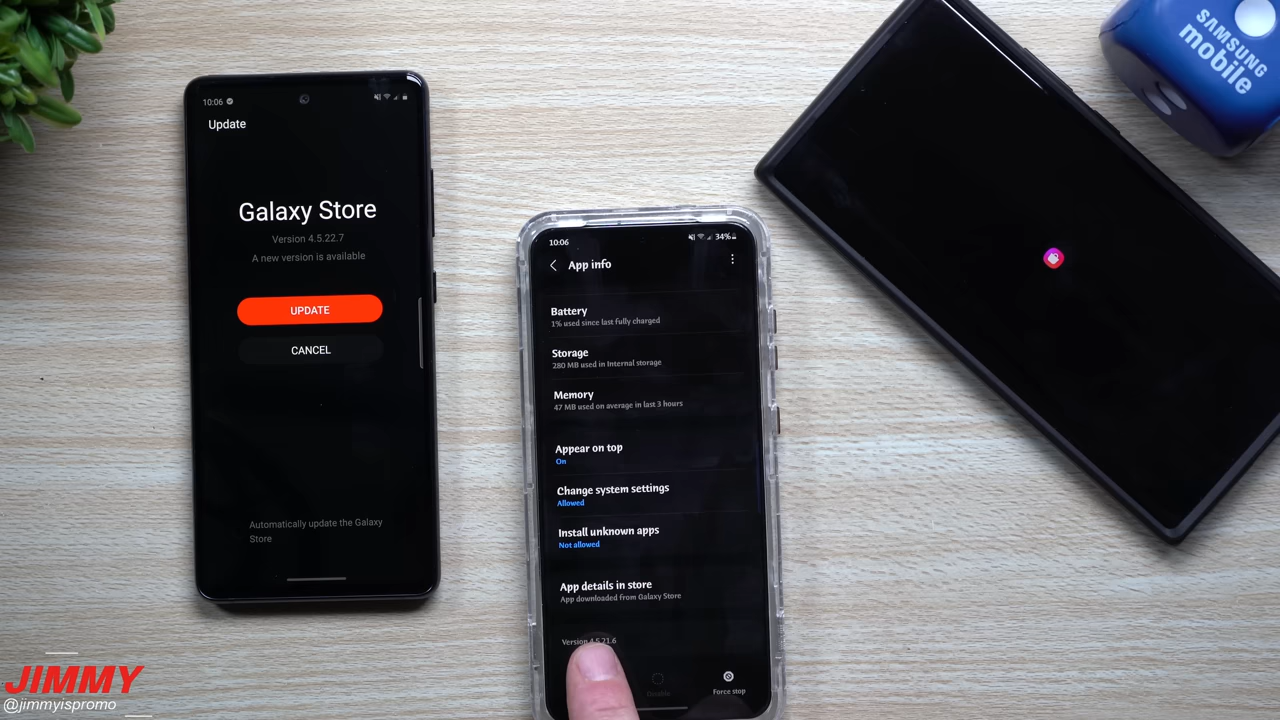 10:06
Update
Galaxy Store
Version 4.5.22.7
A new version is available
UPDATE
CANCEL
Automatically update the Galaxy
Store
10:06
34%
App info
Battery
1% used since last fully charged
Storage
280 MB used in Internal storage
Memory
47 MB used on average in last 3 hours
Appear on top
On
Change system settings
Allowed
Install unknown apps
Not allowed
App details in store
App downloaded from Galaxy Store
Version 4.5.21.6
Disable
Force stop
SAMSUNG
mobile
JIMMY
@jimmyispromo